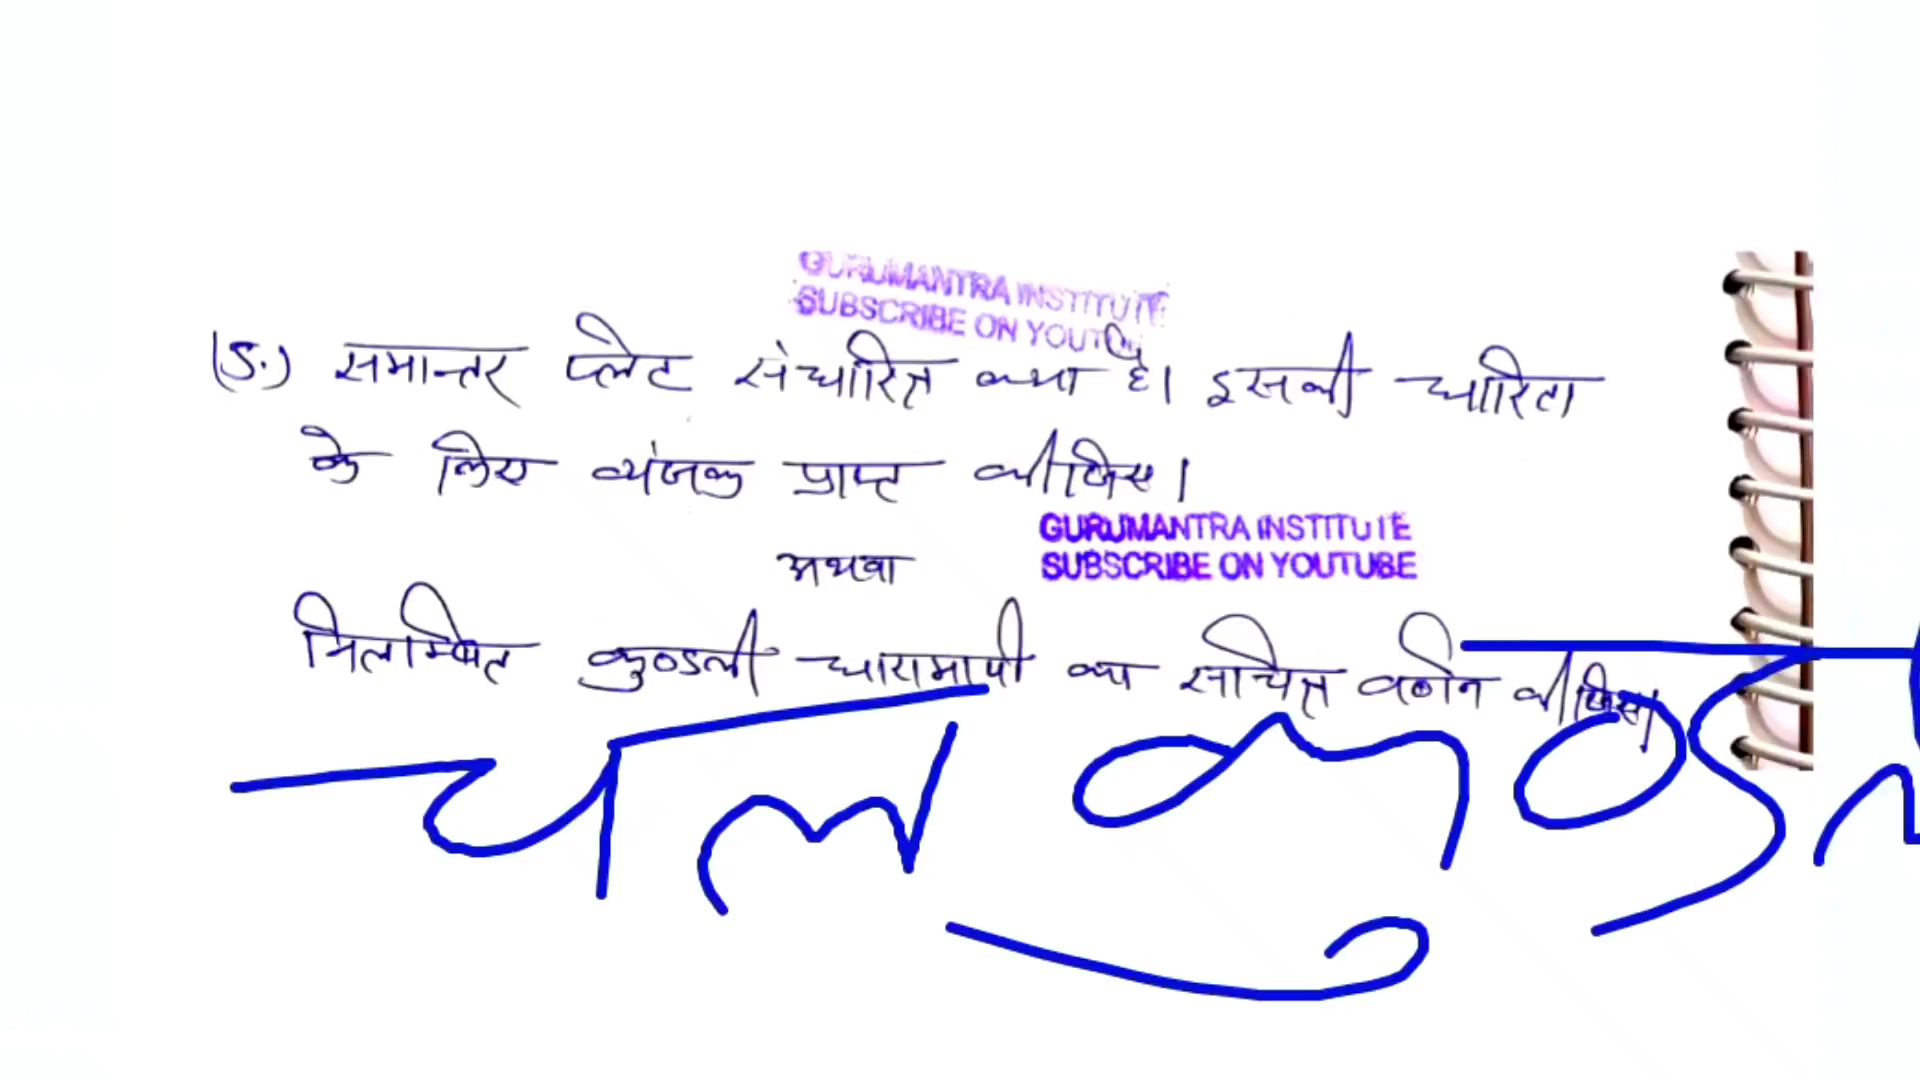 GURUMANTRA INSTITUTE
SUBSCRIBE ON YOUTUBE
(5.) समान्तर प्लेट संधारित्र क्या है। इसकी धारिता
के लिए व्यंजक प्राप्त कीजिए।
GURUMANTRA INSTITUTE
SUBSCRIBE ON YOUTUBE
अथवा
निलम्बित कुण्डली धारामापी का सचित्र वर्णन कीजिए।
चल कुण्डल